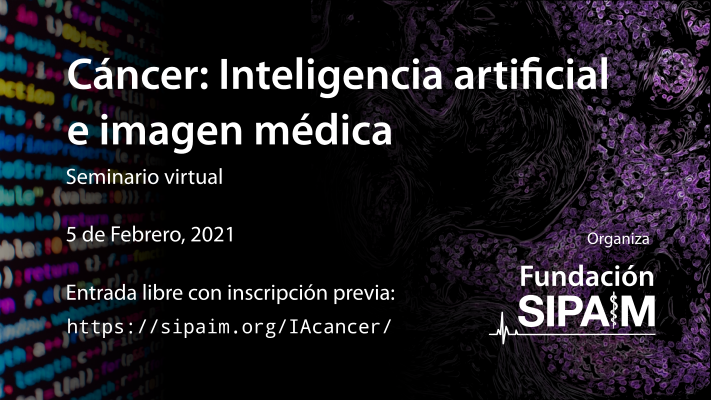 Cáncer: Inteligencia artificial
e imagen médica
Seminario virtual
5 de Febrero, 2021
Entrada libre con inscripción previa:
https://sipaim.org/IAcancer/
Organiza
Fundación
SIPAIM